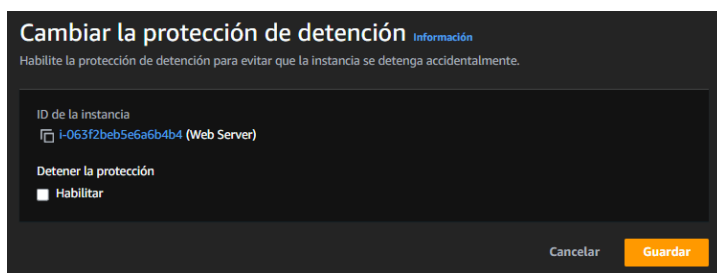 Cambiar la protección de detención Información
Habilite la protección de detención para evitar que la instancia se detenga accidentalmente.
ID de la instancia
i-063f2beb5e6a6b4b4 (Web Server)
Detener la protección
Habilitar
Cancelar Guardar